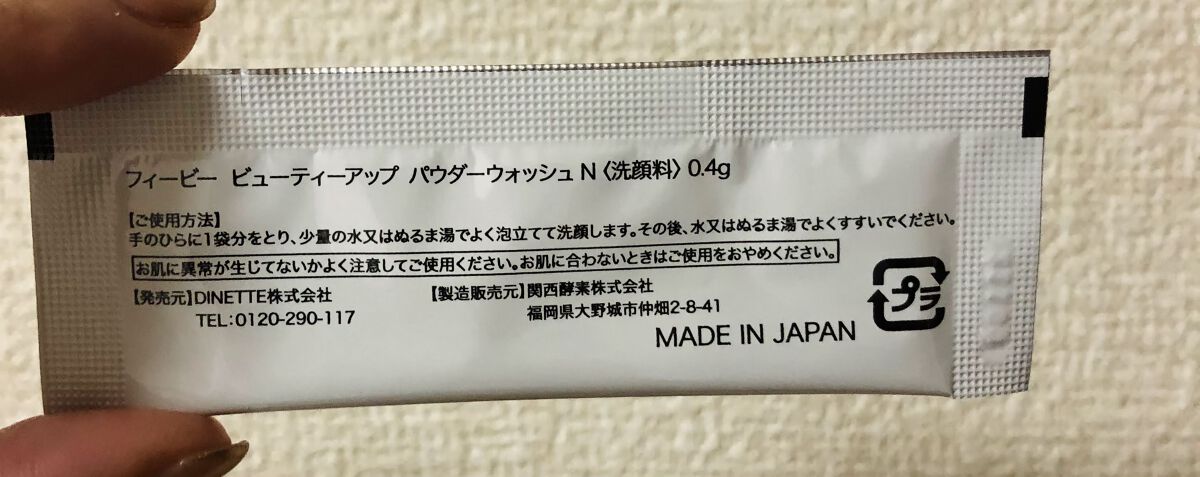 フィービー ビューティーアップ パウダーウォッシュ N〈洗顔料〉0.4g
【ご使用方法】
手のひらに1袋分をとり、少量の水又はぬるま湯でよく泡立てて洗顔します。その後、水又はぬるま湯でよくすすいでください。
お肌に異常が生じてないかよく注意してご使用ください。お肌に合わないときはご使用をおやめください。
【発売元】DINETTE株式会社
TEL:0120-290-117
【製造販売元】関西酵素株式会社
福岡県大野城市仲畑2-8-41
MADE IN JAPAN
プラ